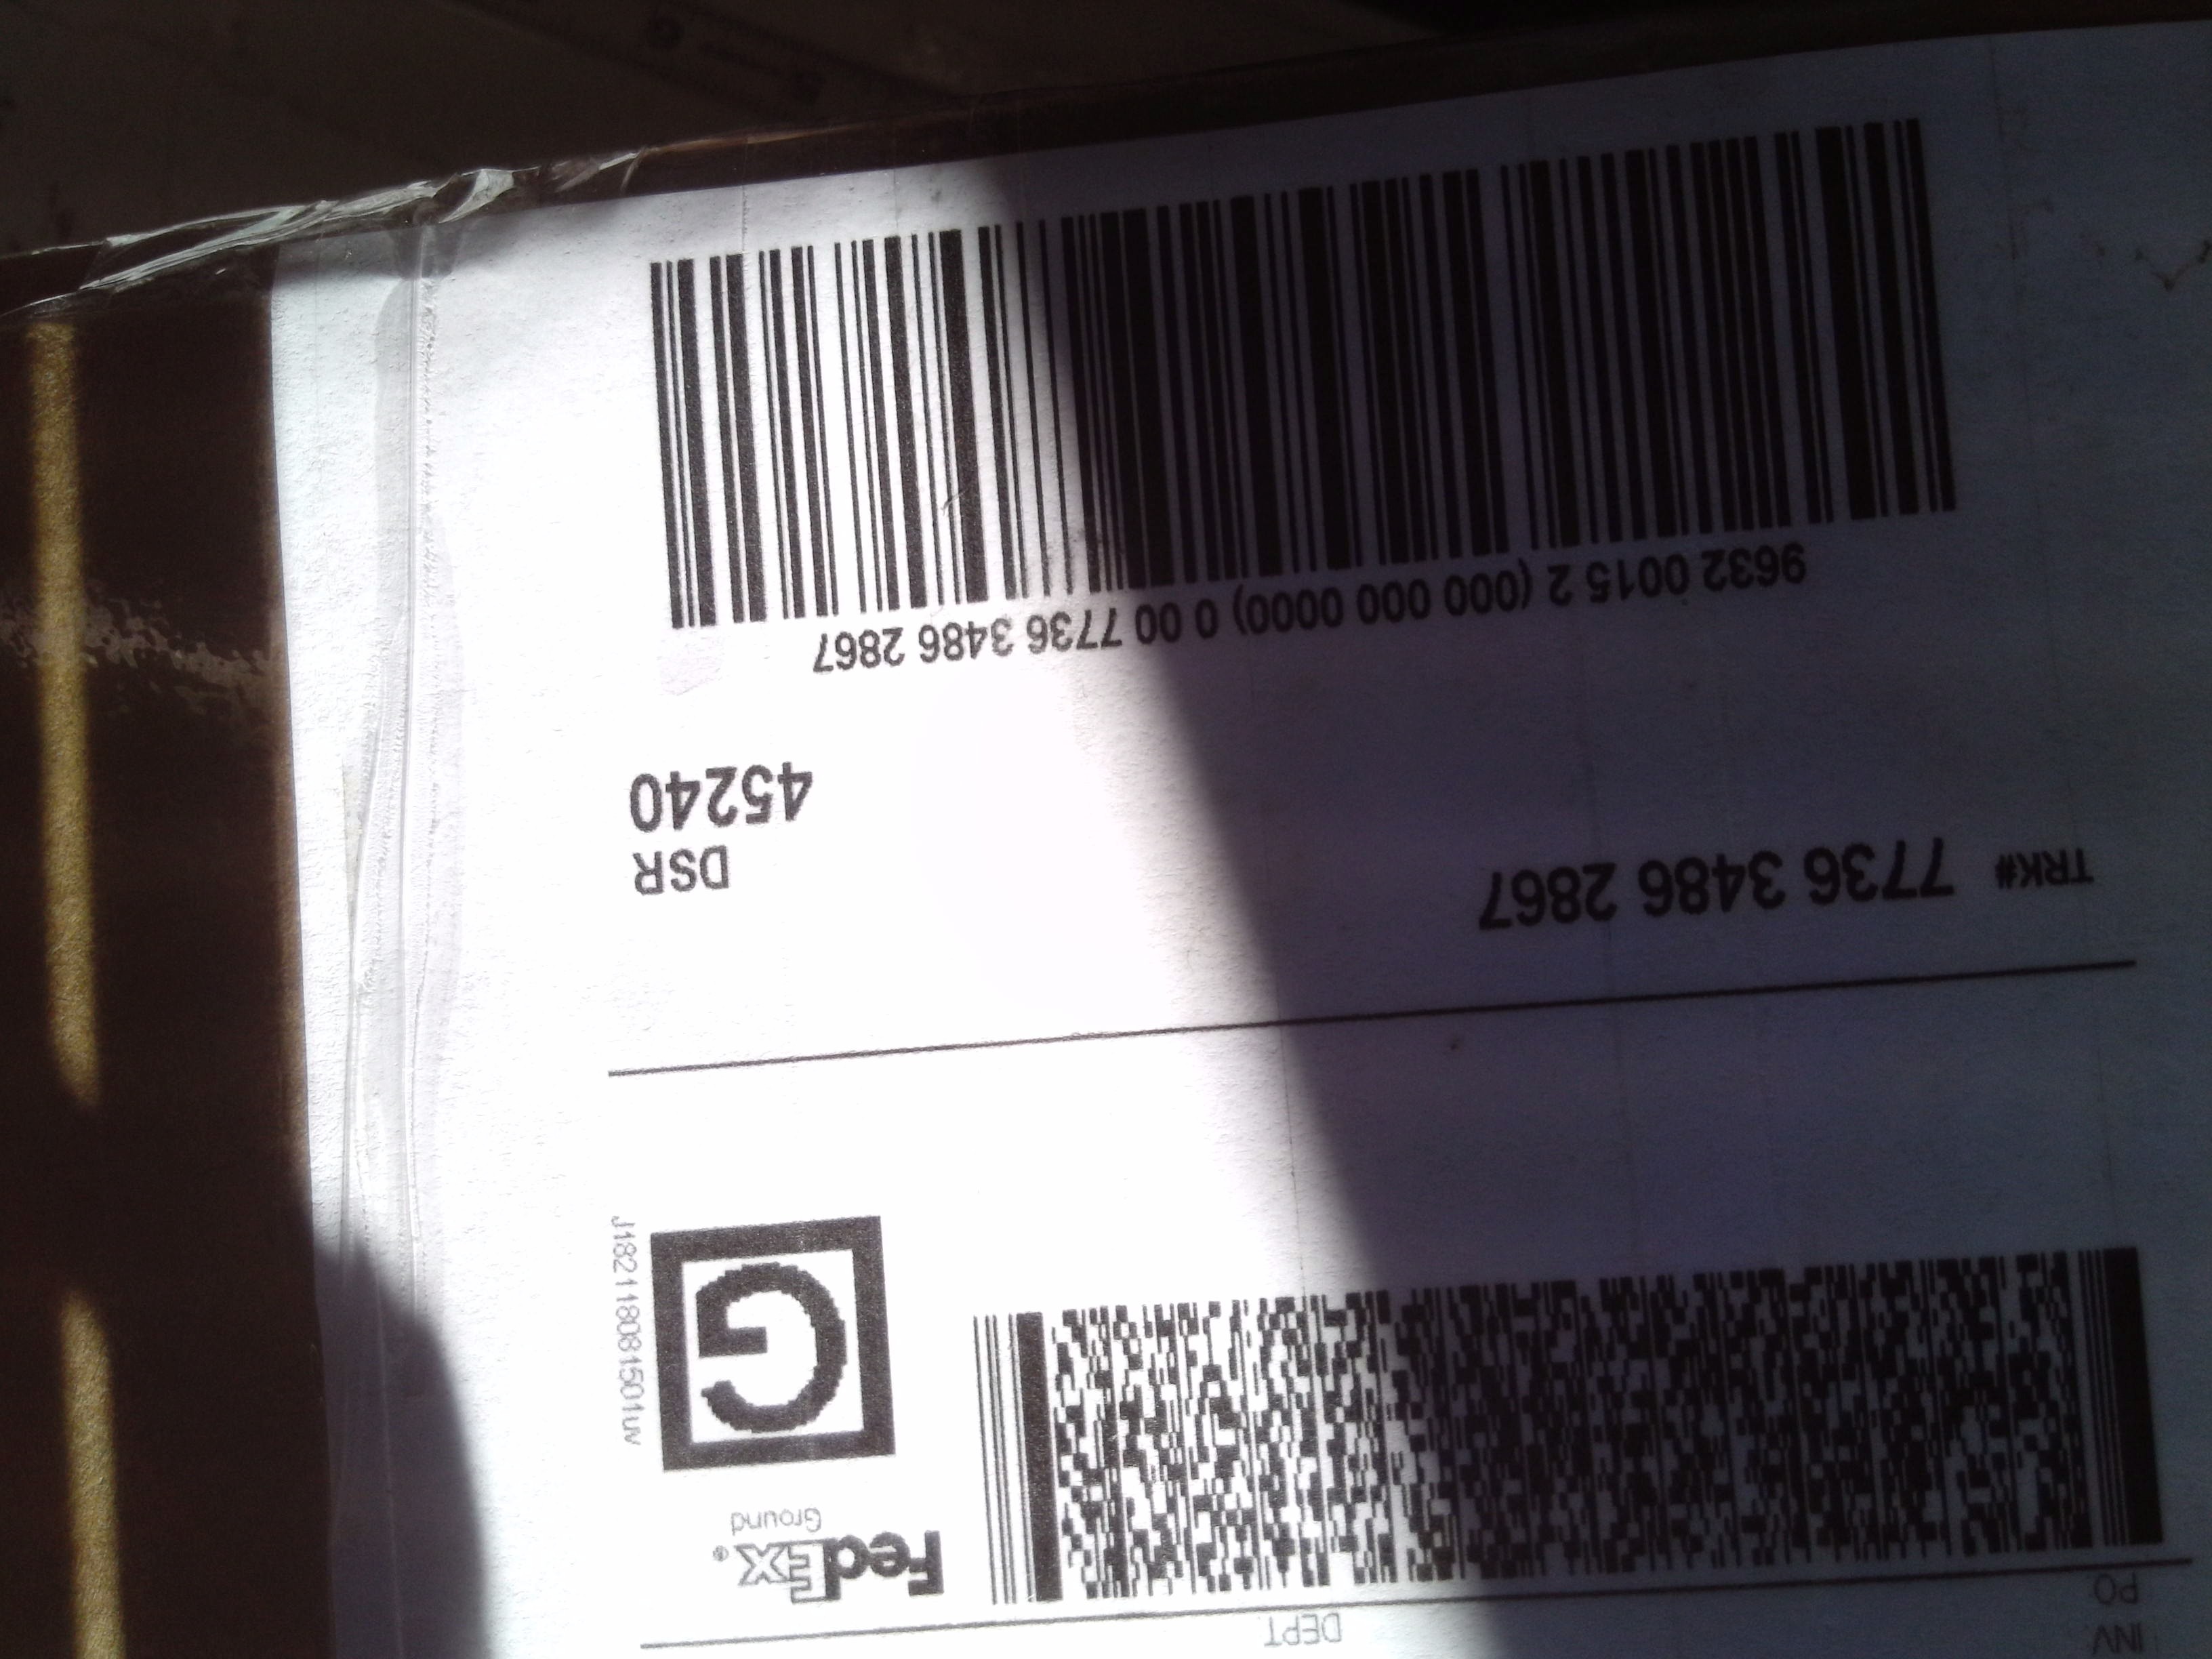 INV
PO
DEPT
FedEx®
Ground
J182118081501uv
G
TRK#
7736 3486 2867
DSR
45240
9632 0015 2 (000 000 0000) 0 00 7736 3486 2867